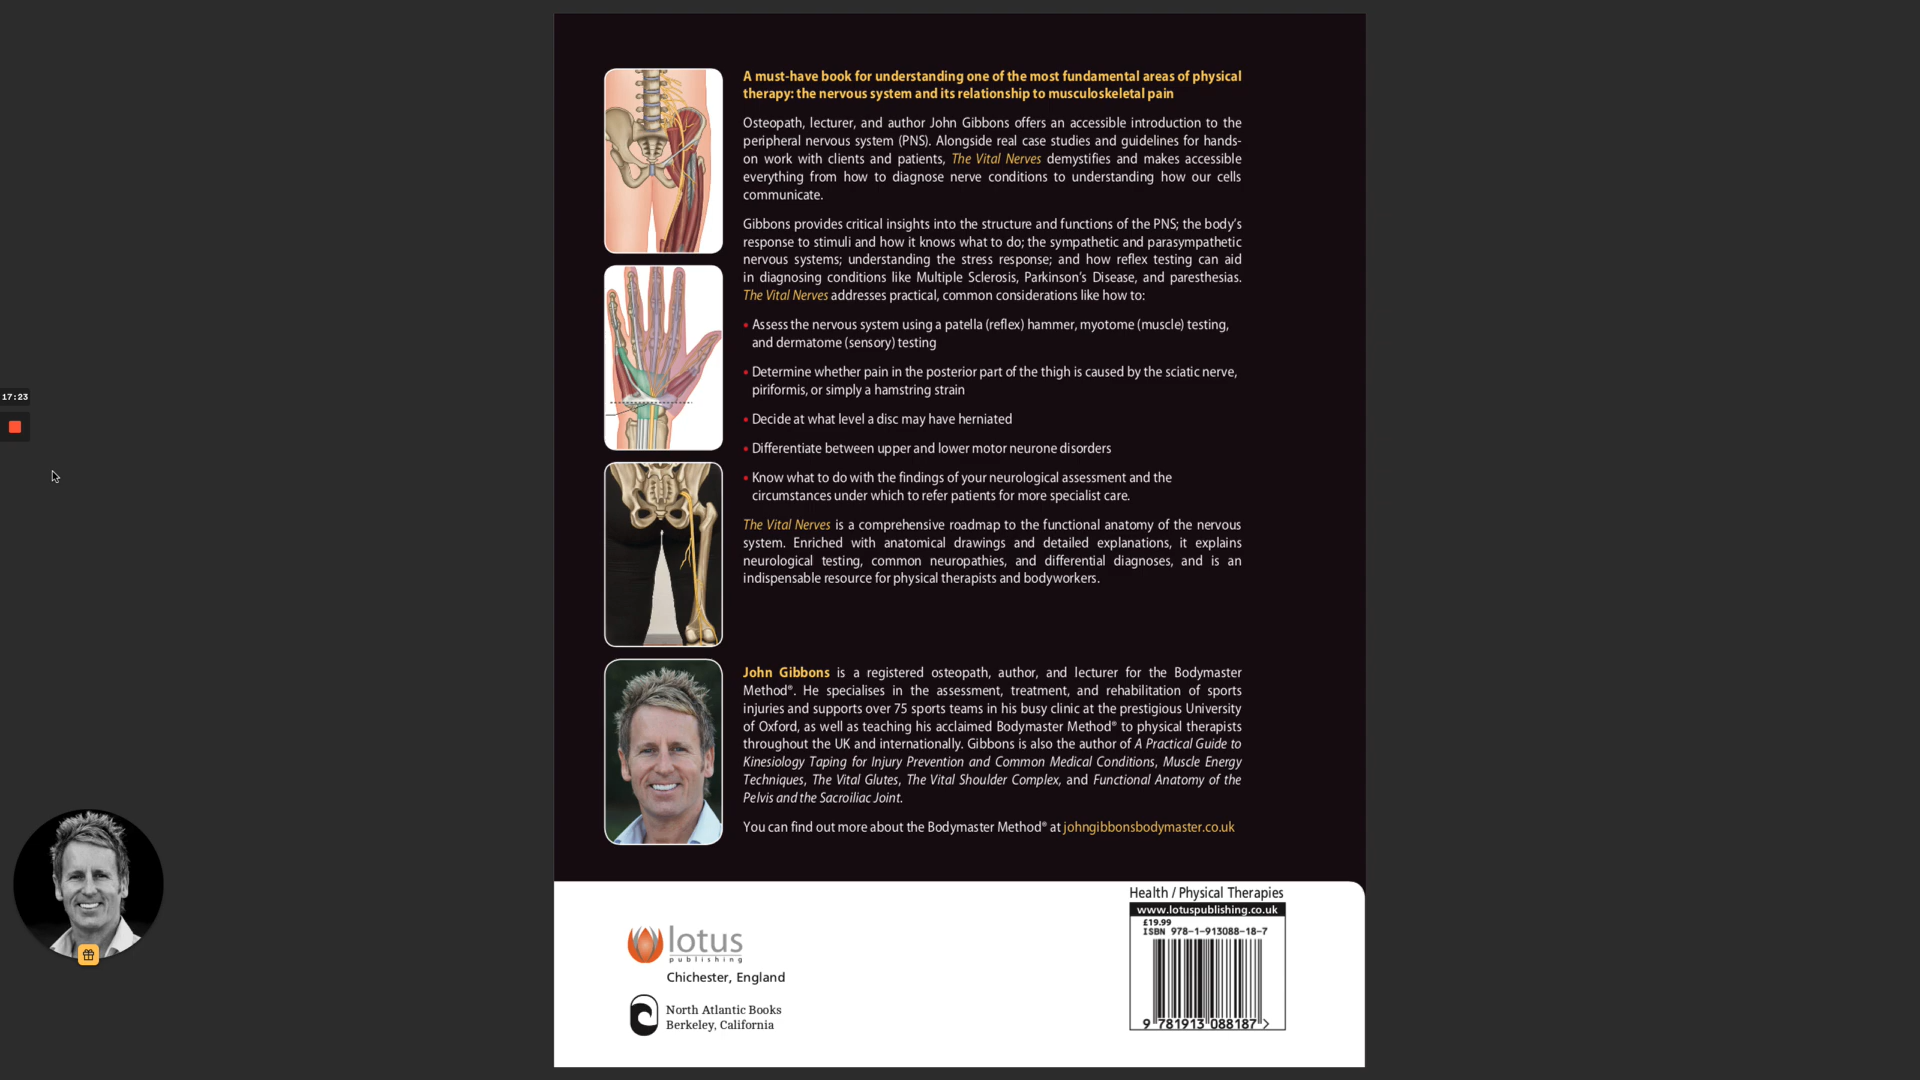 A must-have book for understanding one of the most fundamental areas of physical
therapy: the nervous system and its relationship to musculoskeletal pain
Osteopath, lecturer, and author John Gibbons offers an accessible introduction to the
peripheral nervous system (PNS). Alongside real case studies and guidelines for hands-
on work with clients and patients, The Vital Nerves demystifies and makes accessible
everything from how to diagnose nerve conditions to understanding how our cells
communicate.
Gibbons provides critical insights into the structure and functions of the PNS; the body's
response to stimuli and how it knows what to do; the sympathetic and parasympathetic
nervous systems; understanding the stress response; and how reflex testing can aid
in diagnosing conditions like Multiple Sclerosis, Parkinson's Disease, and paresthesias.
The Vital Nerves addresses practical, common considerations like how to:
• Assess the nervous system using a patella (reflex) hammer, myotome (muscle) testing,
and dermatome (sensory) testing
• Determine whether pain in the posterior part of the thigh is caused by the sciatic nerve,
piriformis, or simply a hamstring strain
• Decide at what level a disc may have herniated
• Differentiate between upper and lower motor neurone disorders
• Know what to do with the findings of your neurological assessment and the
circumstances under which to refer patients for more specialist care.
The Vital Nerves is a comprehensive roadmap to the functional anatomy of the nervous
system. Enriched with anatomical drawings and detailed explanations, it explains
neurological testing, common neuropathies, and differential diagnoses, and is an
indispensable resource for physical therapists and bodyworkers.
John Gibbons is a registered osteopath, author, and lecturer for the Bodymaster
Method®. He specialises in the assessment, treatment, and rehabilitation of sports
injuries and supports over 75 sports teams in his busy clinic at the prestigious University
of Oxford, as well as teaching his acclaimed Bodymaster Method® to physical therapists
throughout the UK and internationally. Gibbons is also the author of A Practical Guide to
Kinesiology Taping for Injury Prevention and Common Medical Conditions, Muscle Energy
Techniques, The Vital Glutes, The Vital Shoulder Complex, and Functional Anatomy of the
Pelvis and the Sacroiliac Joint.
You can find out more about the Bodymaster Method® at johngibbonsbodymaster.co.uk
17:23
lotus
publishing
Chichester, England
North Atlantic Books
Berkeley, California
Health / Physical Therapies
www.lotuspublishing.co.uk
£19.99
ISBN 978-1-913088-18-7
9 781913 088187 >